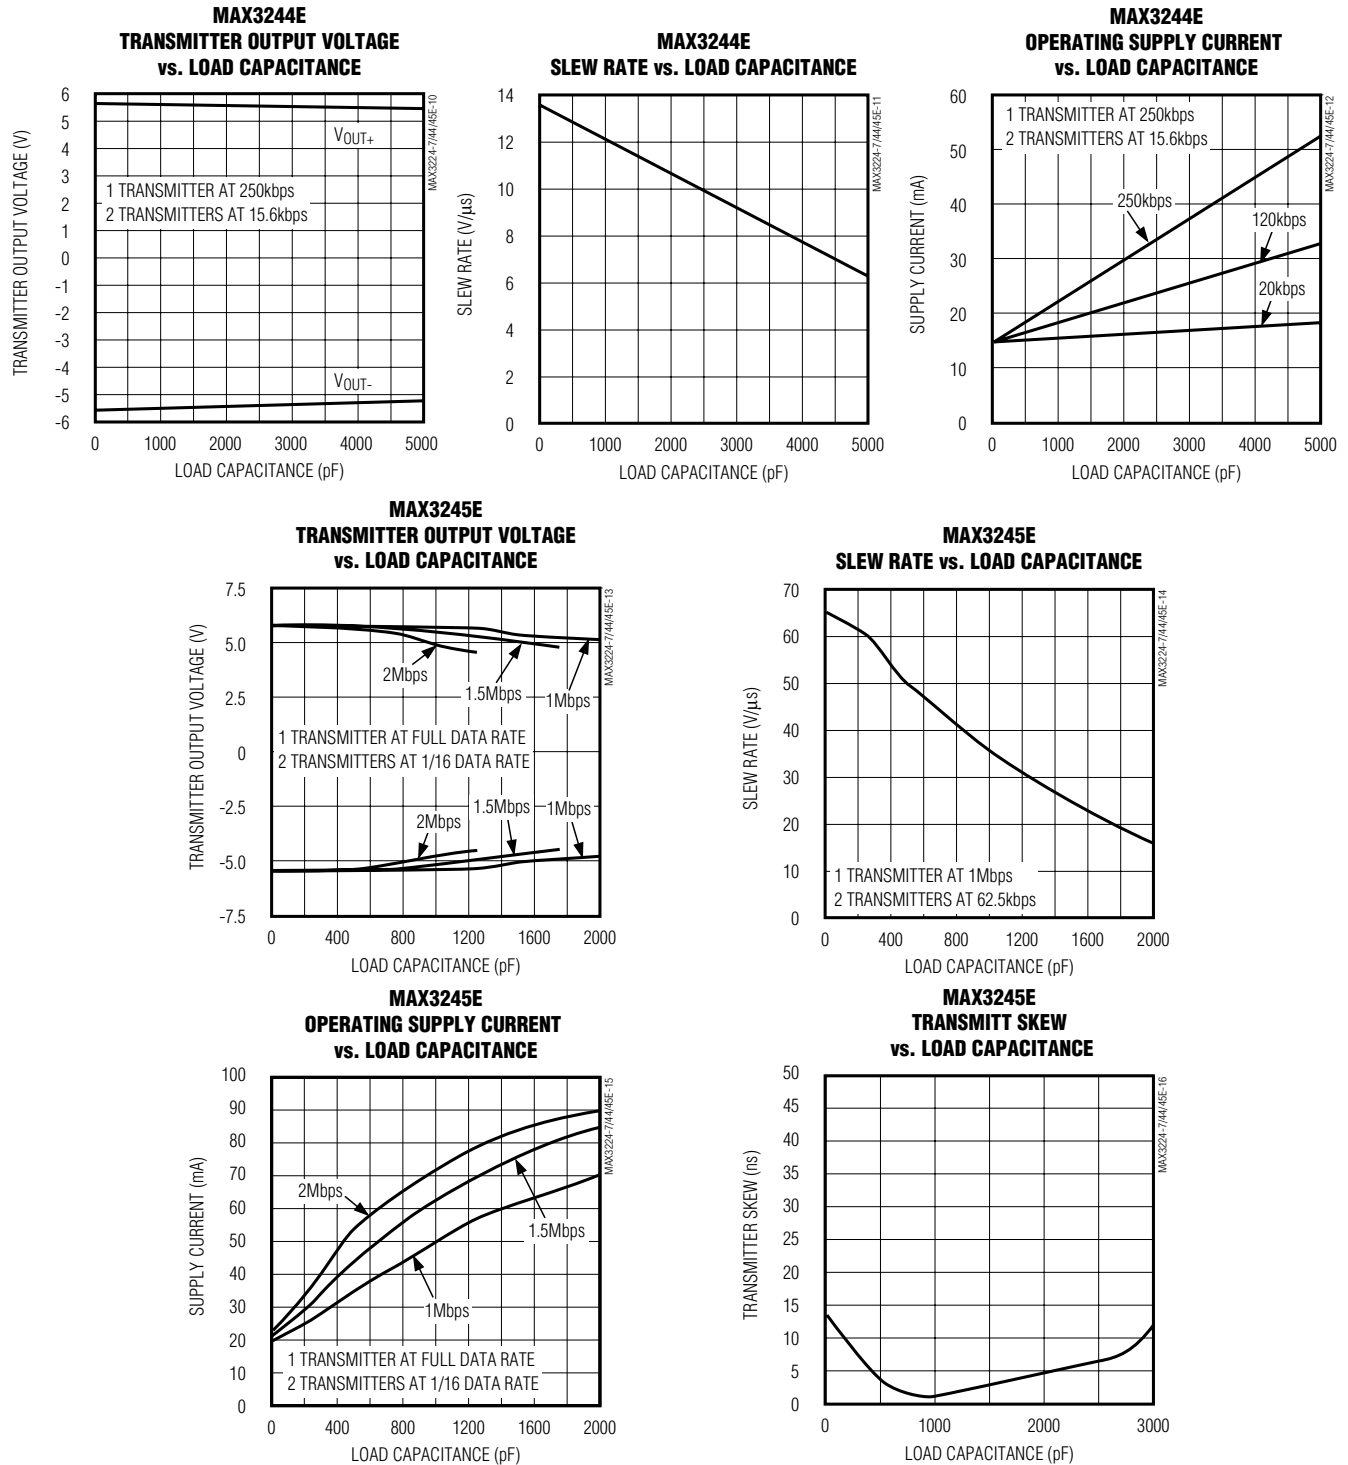 MAX3244E
TRANSMITTER OUTPUT VOLTAGE
vs. LOAD CAPACITANCE
TRANSMITTER OUTPUT VOLTAGE (V)
6
5
4
3
2
1
0
-1
-2
-3
-4
-5
-6
VOUT+
1 TRANSMITTER AT 250kbps
2 TRANSMITTERS AT 15.6kbps
VOUT-
MAX3224-7/44/45E-10
0 1000 2000 3000 4000 5000
LOAD CAPACITANCE (pF)
MAX3244E
SLEW RATE vs. LOAD CAPACITANCE
SLEW RATE (V/μs)
14
12
10
8
6
4
2
0
MAX3224-7/44/45E-11
0 1000 2000 3000 4000 5000
LOAD CAPACITANCE (pF)
MAX3244E
OPERATING SUPPLY CURRENT
vs. LOAD CAPACITANCE
SUPPLY CURRENT (mA)
60
50
40
30
20
10
0
1 TRANSMITTER AT 250kbps
2 TRANSMITTERS AT 15.6kbps
250kbps
120kbps
20kbps
MAX3224-7/44/45E-12
0 1000 2000 3000 4000 5000
LOAD CAPACITANCE (pF)
MAX3245E
TRANSMITTER OUTPUT VOLTAGE
vs. LOAD CAPACITANCE
TRANSMITTER OUTPUT VOLTAGE (V)
7.5
5.0
2.5
0
-2.5
-5.0
-7.5
2Mbps
1.5Mbps
1Mbps
1 TRANSMITTER AT FULL DATA RATE
2 TRANSMITTERS AT 1/16 DATA RATE
2Mbps
1.5Mbps
1Mbps
MAX3224-7/44/45E-13
0 400 800 1200 1600 2000
LOAD CAPACITANCE (pF)
MAX3245E
SLEW RATE vs. LOAD CAPACITANCE
SLEW RATE (V/μs)
70
60
50
40
30
20
10
0
1 TRANSMITTER AT 1Mbps
2 TRANSMITTERS AT 62.5kbps
MAX3224-7/44/45E-14
0 400 800 1200 1600 2000
LOAD CAPACITANCE (pF)
MAX3245E
OPERATING SUPPLY CURRENT
vs. LOAD CAPACITANCE
SUPPLY CURRENT (mA)
100
90
80
70
60
50
40
30
20
10
0
2Mbps
1.5Mbps
1Mbps
1 TRANSMITTER AT FULL DATA RATE
2 TRANSMITTERS AT 1/16 DATA RATE
MAX3224-7/44/45E-15
0 400 800 1200 1600 2000
LOAD CAPACITANCE (pF)
MAX3245E
TRANSMITT SKEW
vs. LOAD CAPACITANCE
TRANSMITTER SKEW (ns)
50
45
40
35
30
25
20
15
10
5
0
MAX3224-7/44/45E-16
0 1000 2000 3000
LOAD CAPACITANCE (pF)